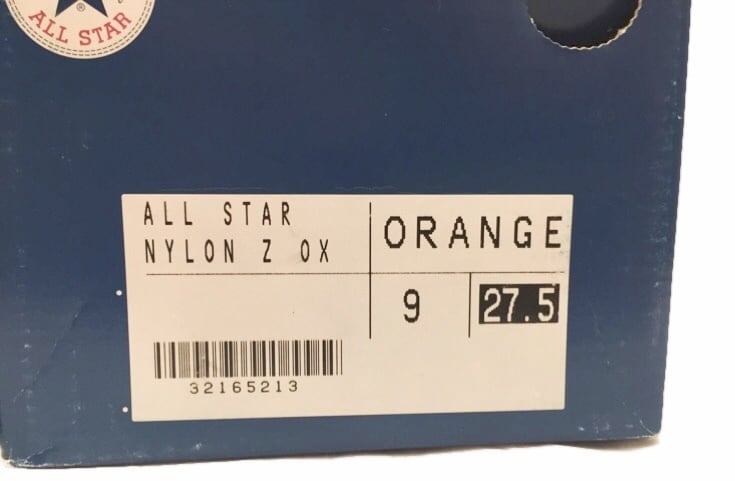 ®
ALL STAR
ALL STAR
NYLON Z OX
ORANGE
9
27.5
32165213